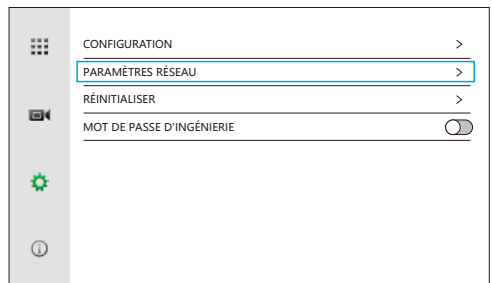 CONFIGURATION
PARAMÈTRES RÉSEAU
RÉINITIALISER
MOT DE PASSE D'INGÉNIERIE